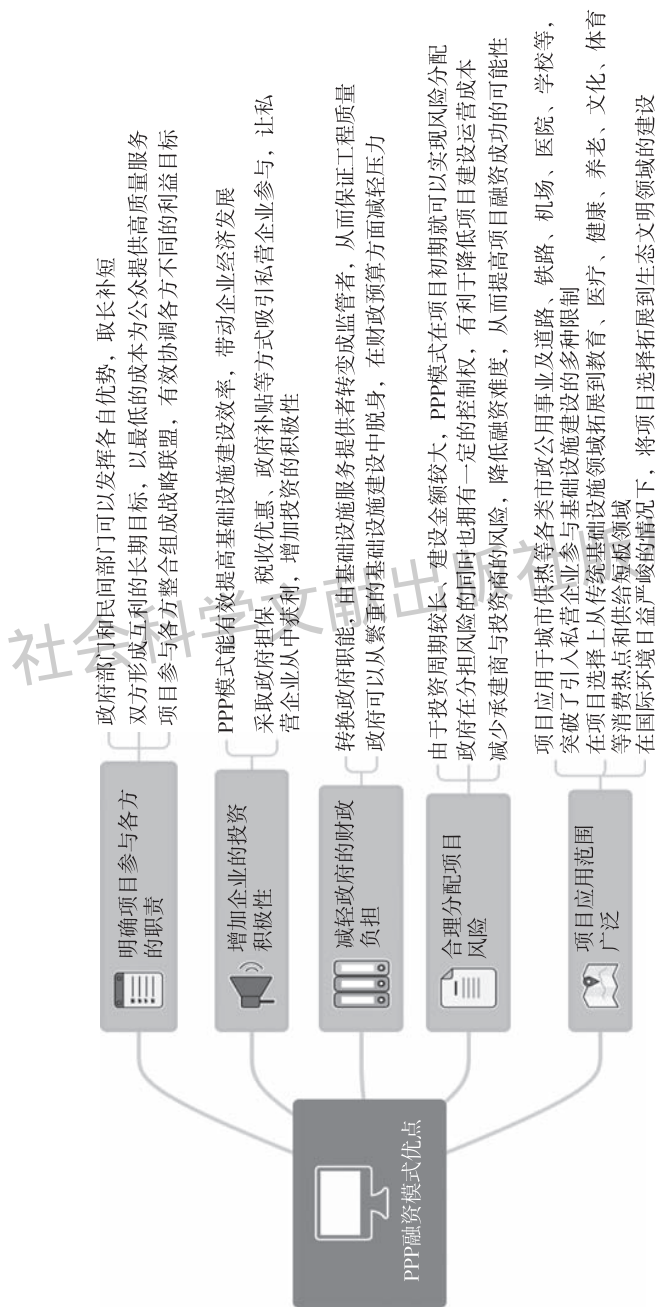 PPP融资模式优点
明确项目参与各方
的职责
政府部门和民间部门可以发挥各自优势，取长补短
双方形成互利的长期目标，以最低的成本为公众提供高质量服务
项目参与各方整合组成战略联盟，有效协调各方不同的利益目标
增加企业的投资
积极性
PPP模式能有效提高基础设施建设效率，带动企业经济发展
采取政府担保、税收优惠、政府补贴等方式吸引私营企业参与，让私
营企业从中获利，增加投资的积极性
减轻政府的财政
负担
转换政府职能，由基础设施服务提供者转变成监管者，从而保证工程质量
政府可以从繁重的基础设施建设中脱身，在财政预算方面减轻压力
合理分配项目
风险
由于投资周期较长、建设金额较大，PPP模式在项目初期就可以实现风险分配
政府在分担风险的同时也拥有一定的控制权，有利于降低项目建设运营成本
减少承建商与投资商的风险，降低融资难度，从而提高项目融资成功的可能性
项目应用范围
广泛
项目应用于城市供热等各类市政公用事业及道路、铁路、机场、医院、学校等，
突破了引入私营企业参与基础设施建设的多种限制
在项目选择上从传统基础设施领域拓展到教育、医疗、健康、养老、文化、体育
等消费热点和供给短板领域
在国际环境日益严峻的情况下，将项目选择拓展到生态文明领域的建设
社会科学文献出版社版